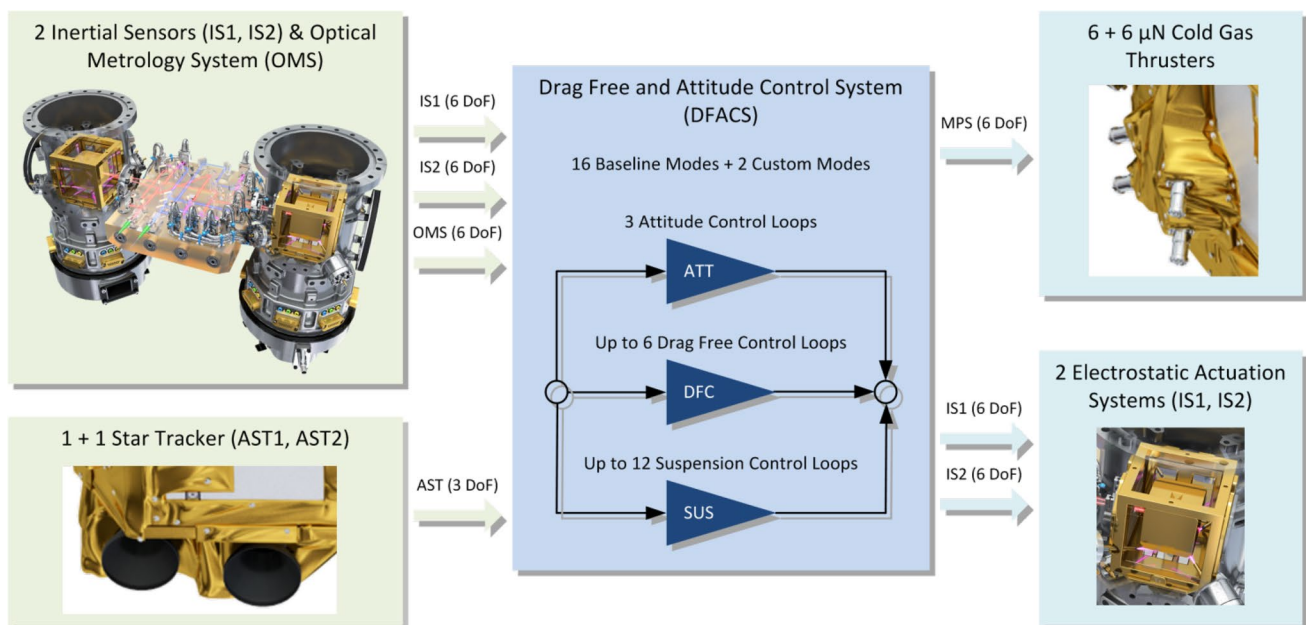 2 Inertial Sensors (IS1, IS2) & Optical
Metrology System (OMS)
IS1 (6 DoF)
IS2 (6 DoF)
OMS (6 DoF)
1 + 1 Star Tracker (AST1, AST2)
AST (3 DoF)
Drag Free and Attitude Control System
(DFACS)
16 Baseline Modes + 2 Custom Modes
3 Attitude Control Loops
ATT
Up to 6 Drag Free Control Loops
DFC
Up to 12 Suspension Control Loops
SUS
MPS (6 DoF)
6 + 6 μN Cold Gas
Thrusters
IS1 (6 DoF)
IS2 (6 DoF)
2 Electrostatic Actuation
Systems (IS1, IS2)